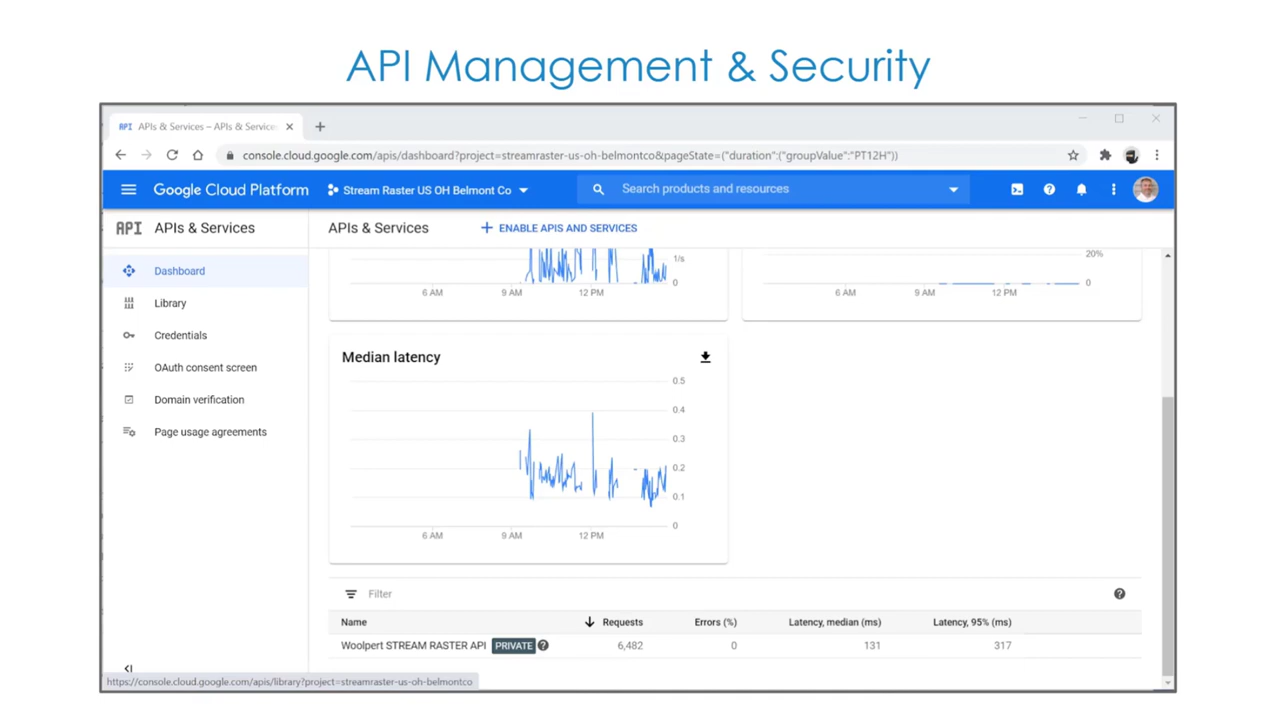 API Management & Security
API APIs & Services – APIs & Service
console.cloud.google.com/apis/dashboard?project=streamraster-us-oh-belmontco&pageState=("duration":("groupValue":"PT12H"))
Google Cloud Platform
Stream Raster US OH Belmont Co
Search products and resources
API APIs & Services
APIs & Services
ENABLE APIS AND SERVICES
Dashboard
Library
Credentials
OAuth consent screen
Domain verification
Page usage agreements
1/s
0
6 AM 9 AM 12 PM
20%
0
6 AM 9 AM 12 PM
Median latency
0.5
0.4
0.3
0.2
0.1
0
6 AM 9 AM 12 PM
Filter
Name Requests Errors (%) Latency, median (ms) Latency, 95% (ms)
Woolpert STREAM RASTER API PRIVATE 6,482 0 131 317
https://console.cloud.google.com/apis/library?project=streamraster-us-oh-belmontco